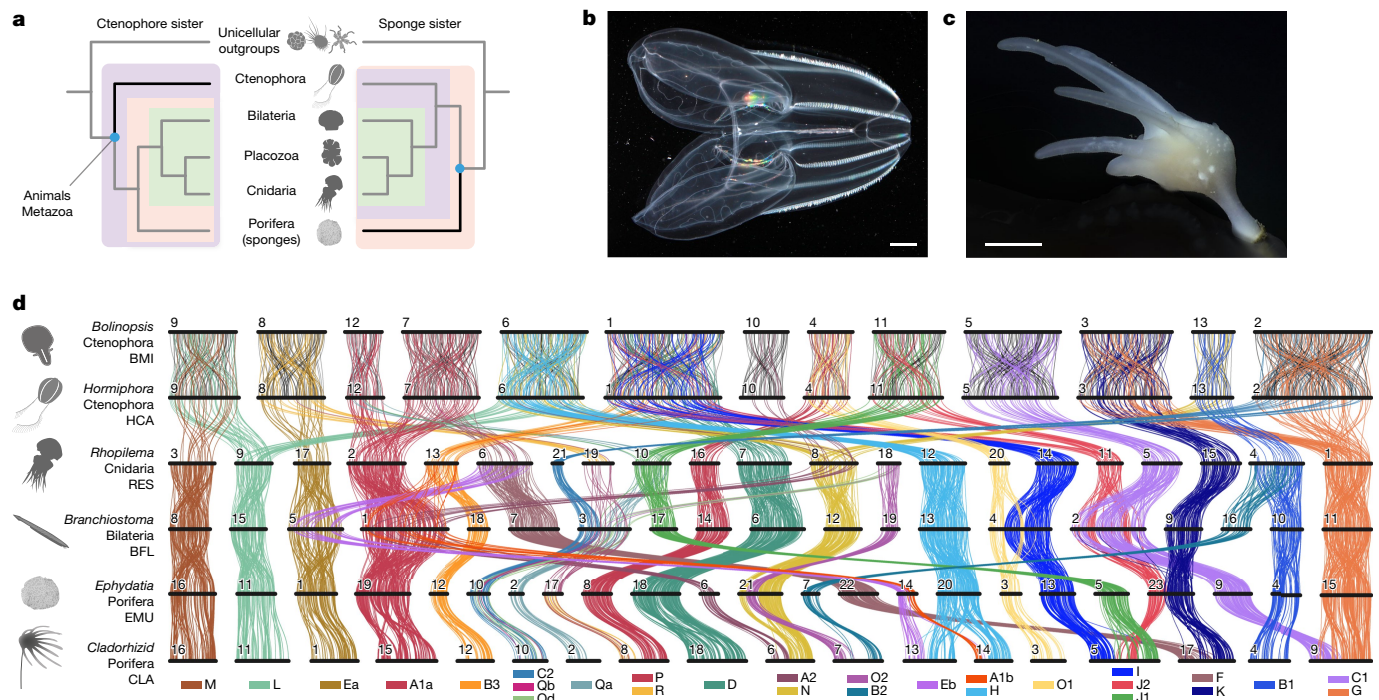 a
Ctenophore sister
Sponge sister
Unicellular
outgroups
Ctenophora
Bilateria
Placozoa
Cnidaria
Porifera
(sponges)
Animals
Metazoa
b
c
d
Bolinopsis
Ctenophora
BMI
9 8 12 7 6 1 10 4 11 5 3 13 2
Hormiphora
Ctenophora
HCA
9 8 12 7 6 1 10 4 11 5 3 13 2
Rhopilema
Cnidaria
RES
3 9 17 2 13 6 21 19 10 16 7 8 18 12 20 14 11 5 15 4 1
Branchiostoma
Bilateria
BFL
8 15 5 1 18 7 3 17 14 6 12 19 13 4 2 9 16 10 11
Ephydatia
Porifera
EMU
16 11 1 19 12 10 2 17 8 18 6 21 7 22 14 20 3 13 5 23 9 4 15
Cladorhizid
Porifera
CLA
16 11 1 15 12 10 2 8 18 6 7 13 14 3 5 17 4 9
M L Ea A1a B3 C2 Qa P D A2 O2 Eb A1b O1 I F B1 C1
Qb R N B2 H J2 K G
Qd J1